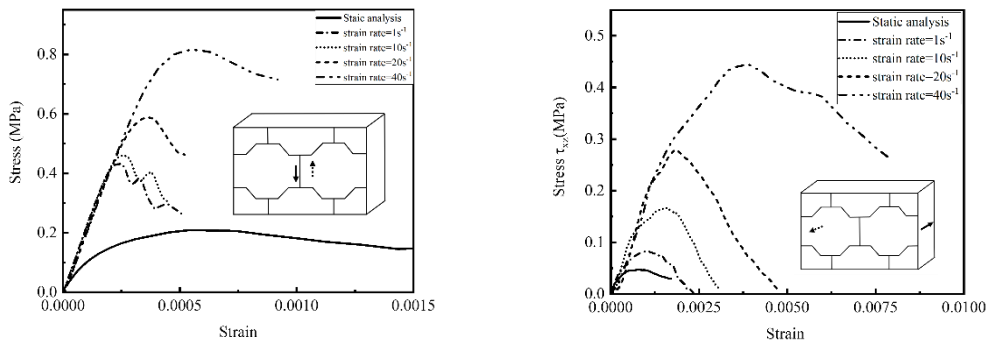 Staic analysis
strain rate=1s⁻¹
strain rate=10s⁻¹
strain rate=20s⁻¹
strain rate=40s⁻¹
Stress (MPa)
0.8
0.6
0.4
0.2
0.0
0.0000
0.0005
0.0010
0.0015
Strain
Static analysis
strain rate=1s⁻¹
strain rate=10s⁻¹
strain rate=20s⁻¹
strain rate=40s⁻¹
Stress τxz(MPa)
0.5
0.4
0.3
0.2
0.1
0.0
0.0000
0.0025
0.0050
0.0075
0.0100
Strain